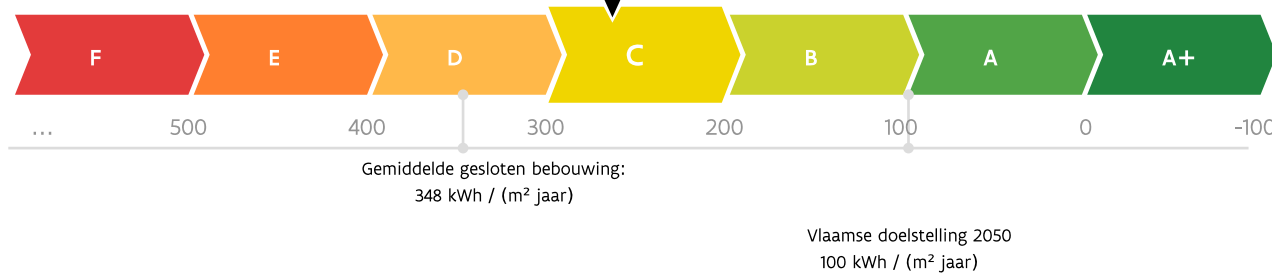 F E D C B A A+
... 500 400 300 200 100 0 -100
Gemiddelde gesloten bebouwing:
348 kWh / (m² jaar)
Vlaamse doelstelling 2050
100 kWh / (m² jaar)